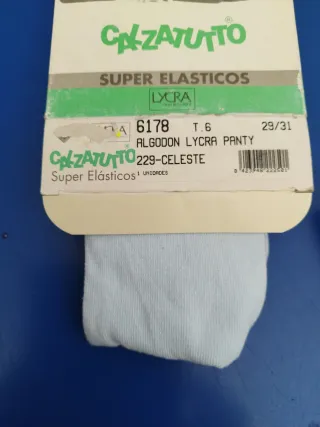 CALZATUTTO
SUPER ELASTICOS
LYCRA
6178 T.6 29/31
ALGODON LYCRA PANTY
CALZATUTTO
229-CELESTE
Super Elásticos
1 UNIDADES